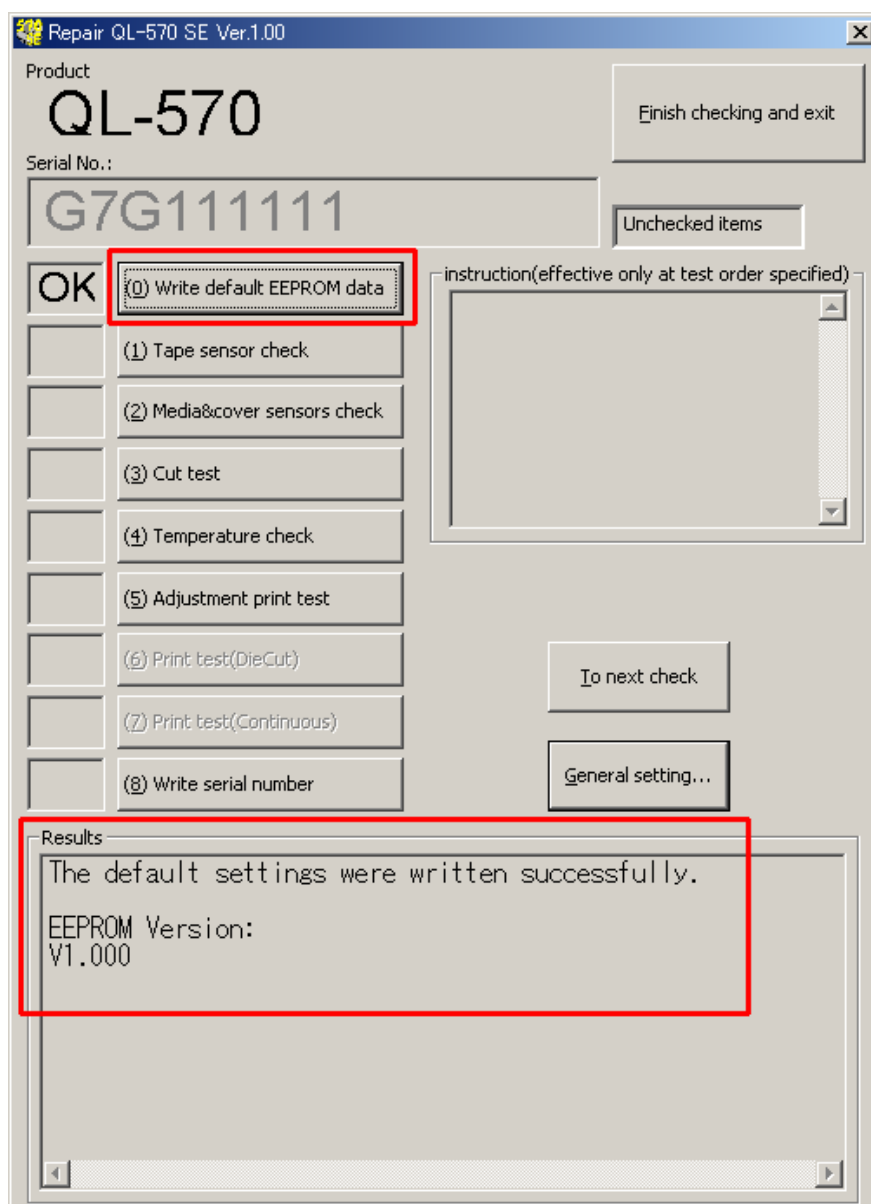 Repair QL-570 SE Ver.1.00
Product
QL-570
Finish checking and exit
Serial No.:
G7G111111
Unchecked items
OK
(0) Write default EEPROM data
instruction(effective only at test order specified)
(1) Tape sensor check
(2) Media&cover sensors check
(3) Cut test
(4) Temperature check
(5) Adjustment print test
(6) Print test(DieCut)
To next check
(7) Print test(Continuous)
General setting...
(8) Write serial number
Results
The default settings were written successfully.
EEPROM Version:
V1.000